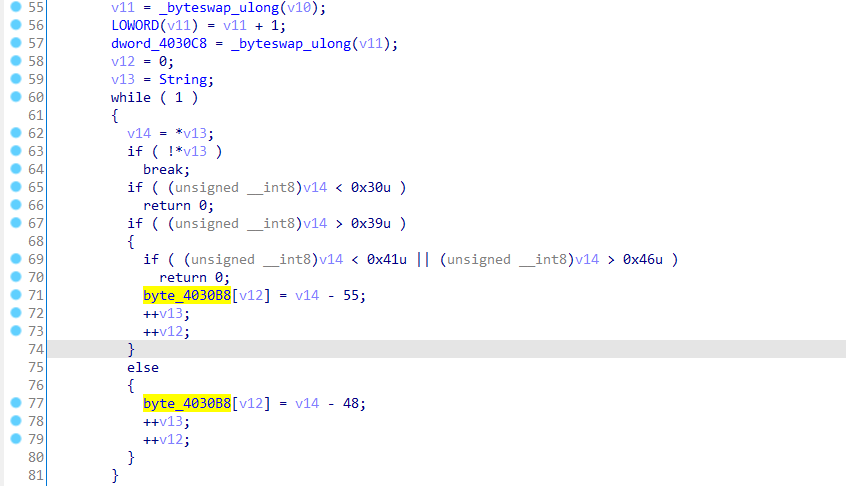 55 v11 = _byteswap_ulong(v10);
56 LOWORD(v11) = v11 + 1;
57 dword_4030C8 = _byteswap_ulong(v11);
58 v12 = 0;
59 v13 = String;
60 while ( 1 )
61 {
62 v14 = *v13;
63 if ( !*v13 )
64 break;
65 if ( (unsigned __int8)v14 < 0x30u )
66 return 0;
67 if ( (unsigned __int8)v14 > 0x39u )
68 {
69 if ( (unsigned __int8)v14 < 0x41u || (unsigned __int8)v14 > 0x46u )
70 return 0;
71 byte_4030B8[v12] = v14 - 55;
72 ++v13;
73 ++v12;
74 }
75 else
76 {
77 byte_4030B8[v12] = v14 - 48;
78 ++v13;
79 ++v12;
80 }
81 }